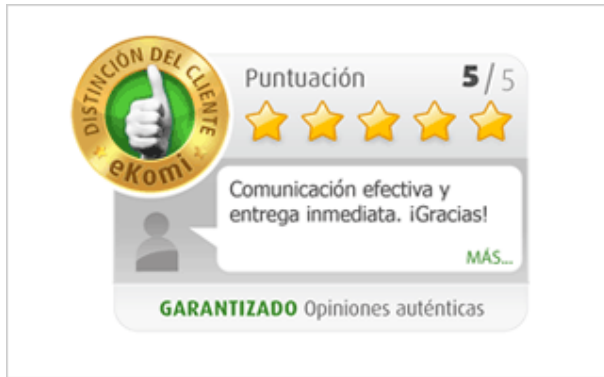 DISTINCIÓN DEL CLIENTE
eKomi
Puntuación 5/5
Comunicación efectiva y
entrega inmediata. ¡Gracias!
MÁS...
GARANTIZADO Opiniones auténticas